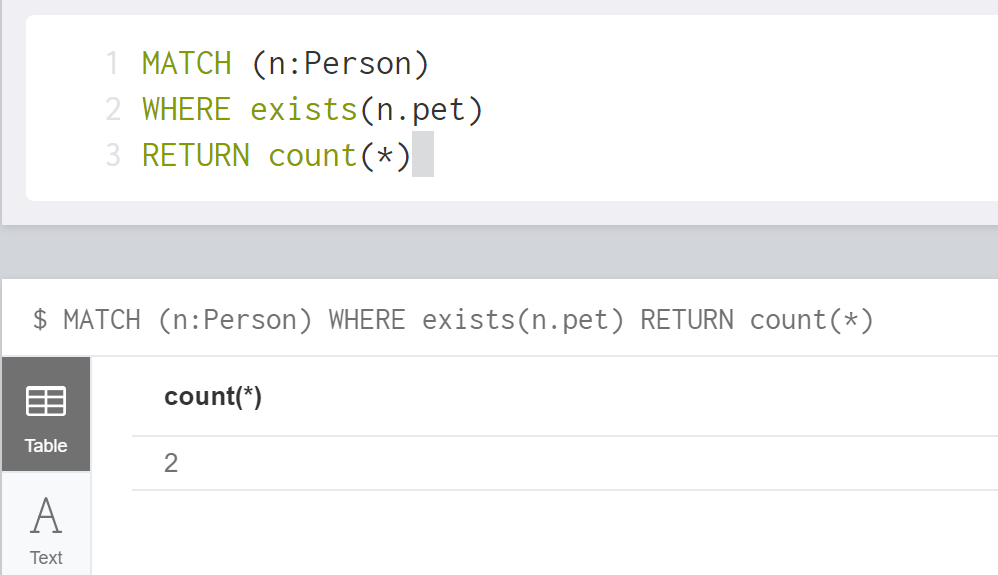 1 MATCH (n:Person)
2 WHERE exists(n.pet)
3 RETURN count(*)
$ MATCH (n:Person) WHERE exists(n.pet) RETURN count(*)
count(*)
Table
2
A
Text